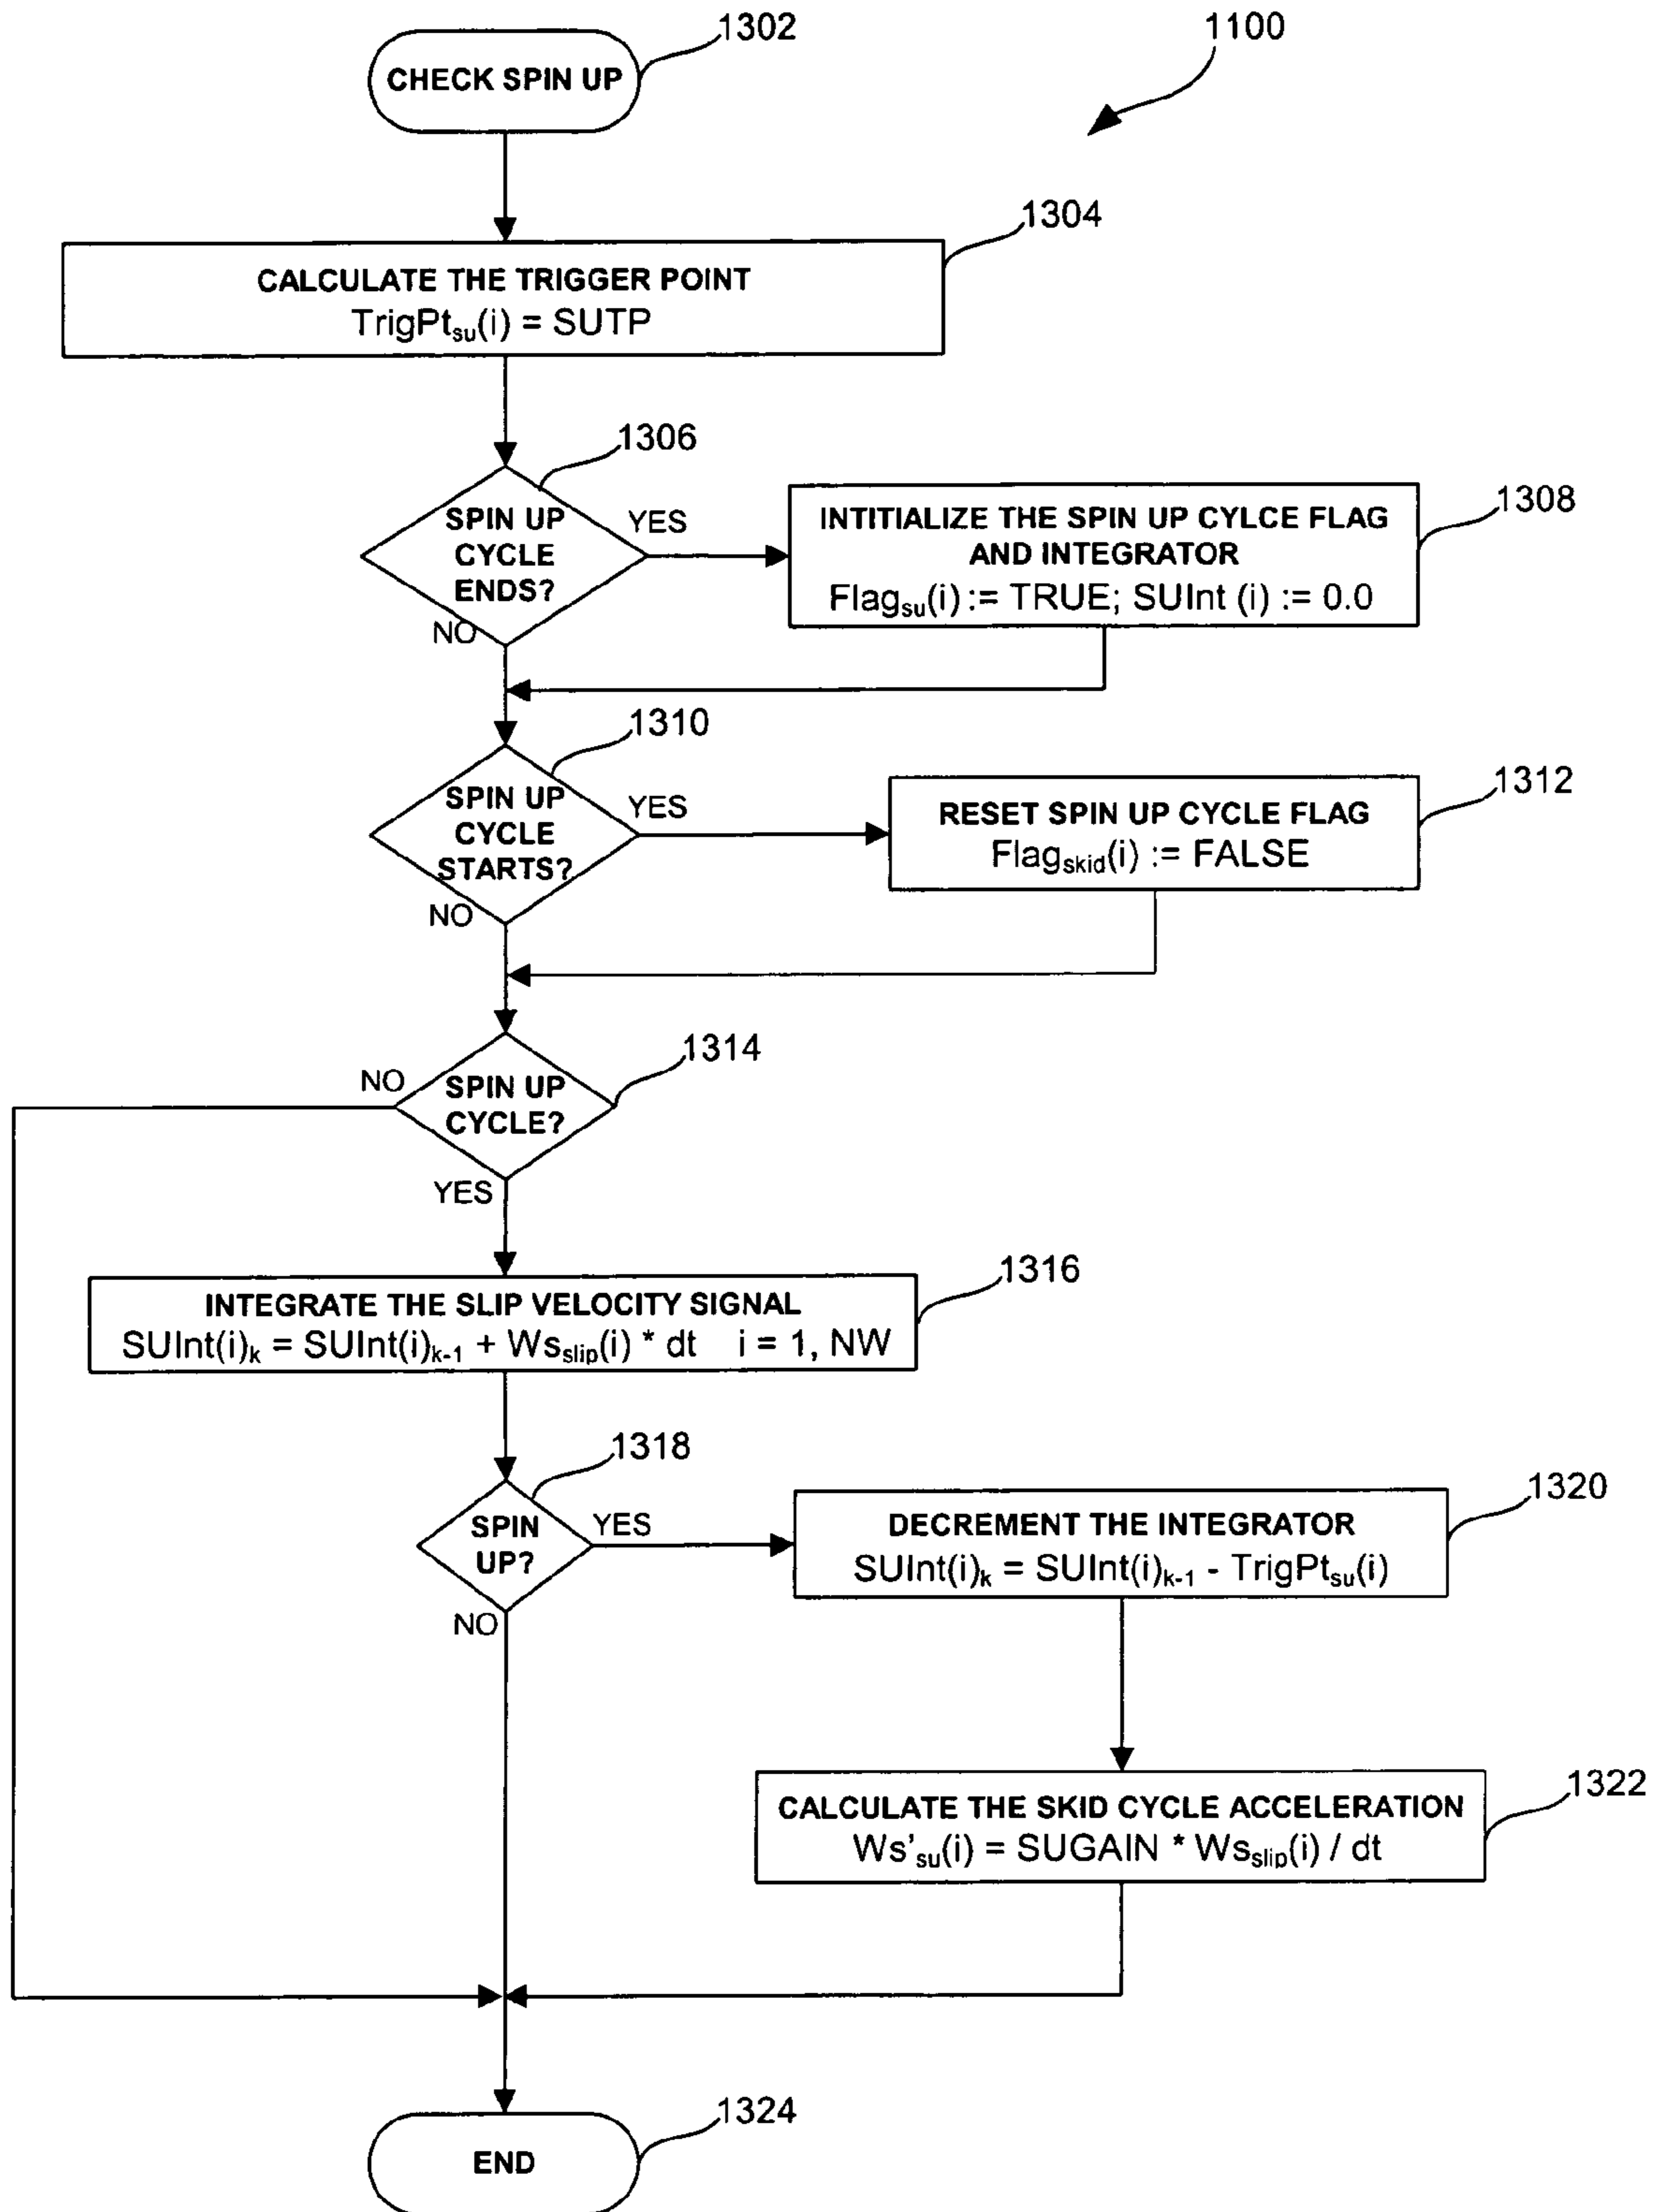 1302
1100
CHECK SPIN UP
1304
CALCULATE THE TRIGGER POINT
TrigPtsu(i) = SUTP
1306
SPIN UP
CYCLE
ENDS?
YES
NO
1308
INTITIALIZE THE SPIN UP CYLCE FLAG
AND INTEGRATOR
Flagsu(i) := TRUE; SUInt (i) := 0.0
1310
SPIN UP
CYCLE
STARTS?
YES
NO
1312
RESET SPIN UP CYCLE FLAG
Flagskid(i) := FALSE
1314
SPIN UP
CYCLE?
NO
YES
1316
INTEGRATE THE SLIP VELOCITY SIGNAL
SUInt(i)k = SUInt(i)k-1 + Wsslip(i) * dt i = 1, NW
1318
SPIN
UP?
YES
NO
1320
DECREMENT THE INTEGRATOR
SUInt(i)k = SUInt(i)k-1 - TrigPtsu(i)
1322
CALCULATE THE SKID CYCLE ACCELERATION
Ws'su(i) = SUGAIN * Wsslip(i) / dt
1324
END